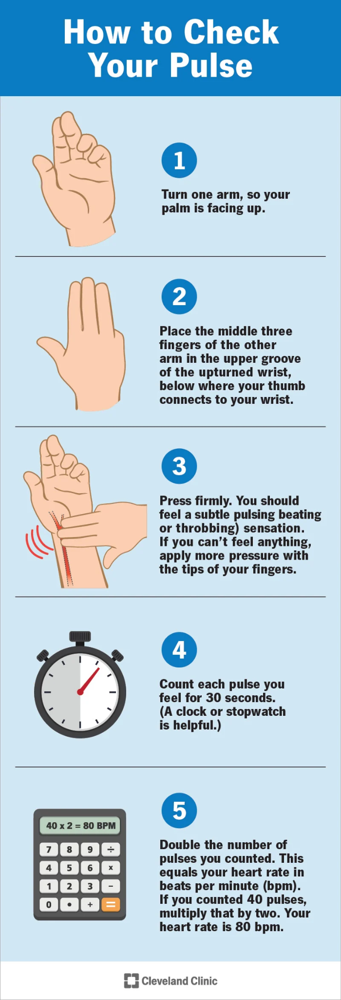 How to Check
Your Pulse
1
Turn one arm, so your
palm is facing up.
2
Place the middle three
fingers of the other
arm in the upper groove
of the upturned wrist,
below where your thumb
connects to your wrist.
3
Press firmly. You should
feel a subtle pulsing beating
or throbbing) sensation.
If you can't feel anything,
apply more pressure with
the tips of your fingers.
4
Count each pulse you
feel for 30 seconds.
(A clock or stopwatch
is helpful.)
5
40 x 2 = 80 BPM
7 8 9 ÷
4 5 6 x
1 2 3 −
0 • + =
Double the number of
pulses you counted. This
equals your heart rate in
beats per minute (bpm).
If you counted 40 pulses,
multiply that by two. Your
heart rate is 80 bpm.
Cleveland Clinic